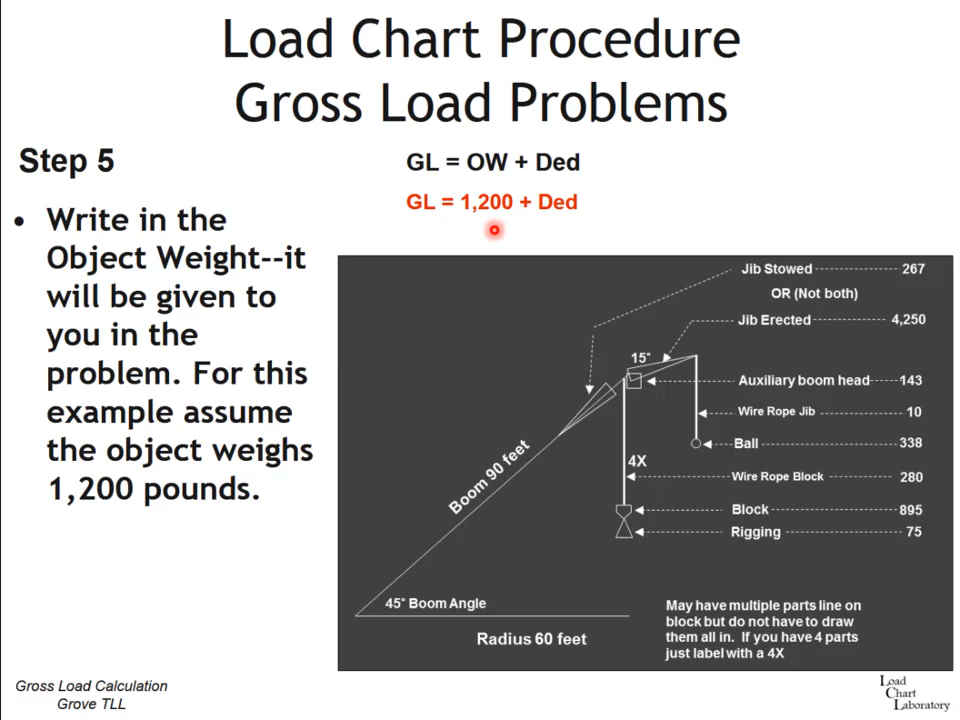 Load Chart Procedure
Gross Load Problems
Step 5
GL = OW + Ded
GL = 1,200 + Ded
• Write in the
Object Weight--it
will be given to
you in the
problem. For this
example assume
the object weighs
1,200 pounds.
Jib Stowed 267
OR (Not both)
Jib Erected 4,250
15°
Auxiliary boom head 143
Wire Rope Jib 10
Ball 338
4X
Wire Rope Block 280
Block 895
Rigging 75
Boom 90 feet
45° Boom Angle
Radius 60 feet
May have multiple parts line on
block but do not have to draw
them all in. If you have 4 parts
just label with a 4X
Gross Load Calculation
Grove TLL
Load
Chart
Laboratory